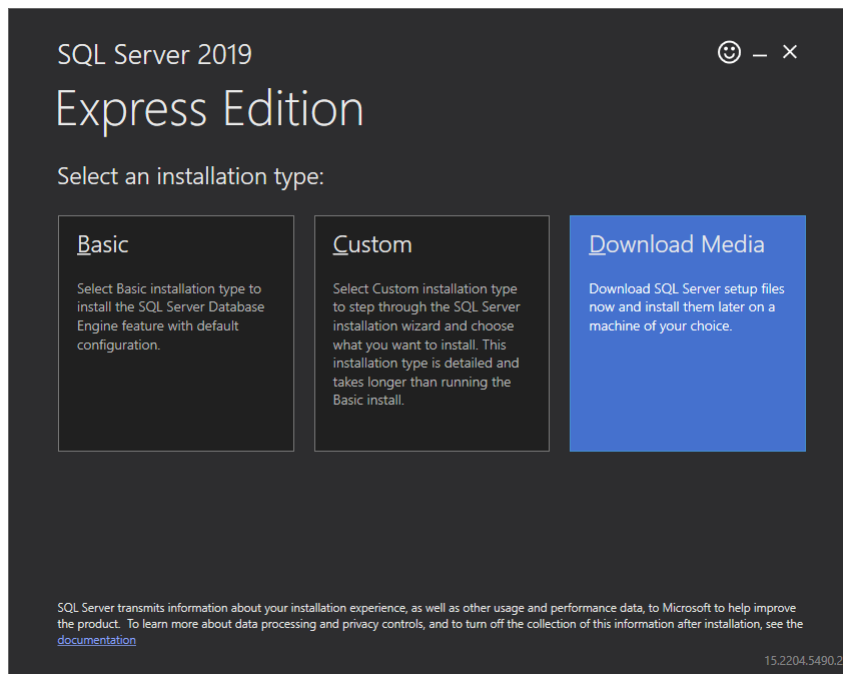 SQL Server 2019
Express Edition
Select an installation type:
Basic
Select Basic installation type to
install the SQL Server Database
Engine feature with default
configuration.
Custom
Select Custom installation type
to step through the SQL Server
installation wizard and choose
what you want to install. This
installation type is detailed and
takes longer than running the
Basic install.
Download Media
Download SQL Server setup files
now and install them later on a
machine of your choice.
SQL Server transmits information about your installation experience, as well as other usage and performance data, to Microsoft to help improve
the product.  To learn more about data processing and privacy controls, and to turn off the collection of this information after installation, see the
documentation
15.2204.5490.2